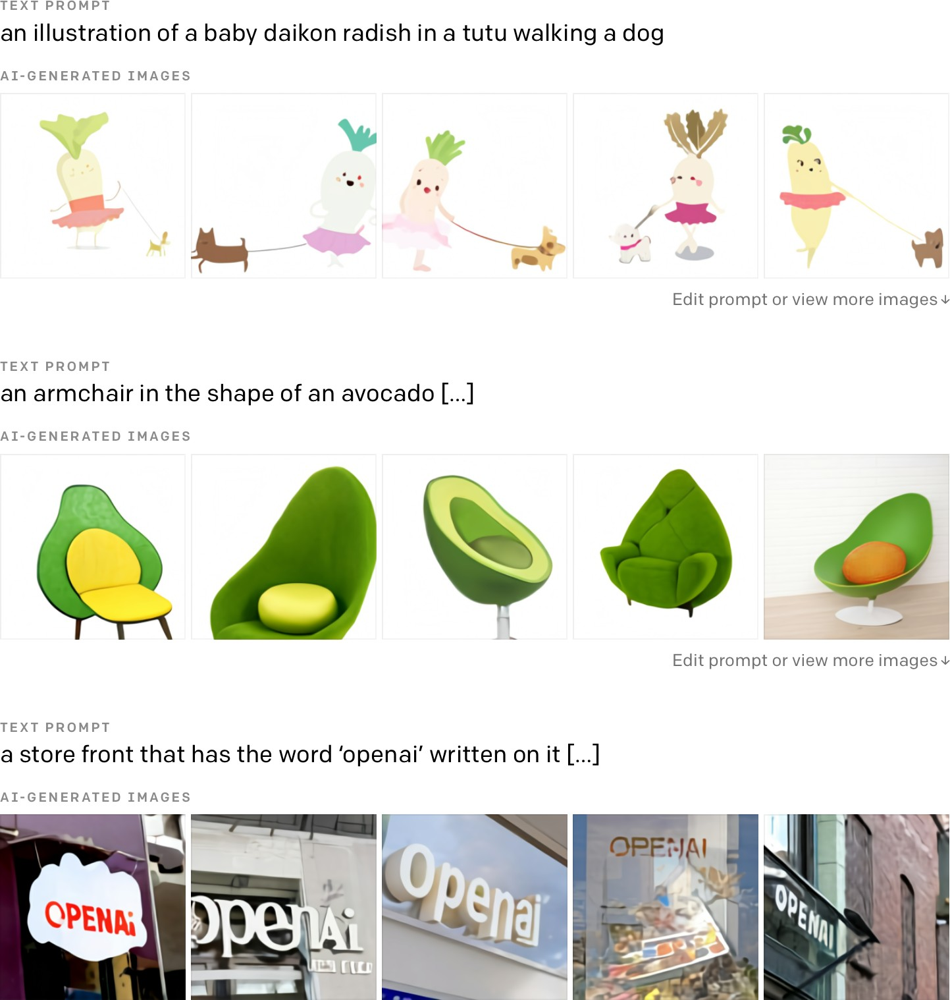 TEXT PROMPT
an illustration of a baby daikon radish in a tutu walking a dog
AI-GENERATED IMAGES
Edit prompt or view more images↓
TEXT PROMPT
an armchair in the shape of an avocado [...]
AI-GENERATED IMAGES
Edit prompt or view more images↓
TEXT PROMPT
a store front that has the word ‘openai’ written on it [...]
AI-GENERATED IMAGES
OPENAi
openAi
Openai
OPENAI
OPENAI